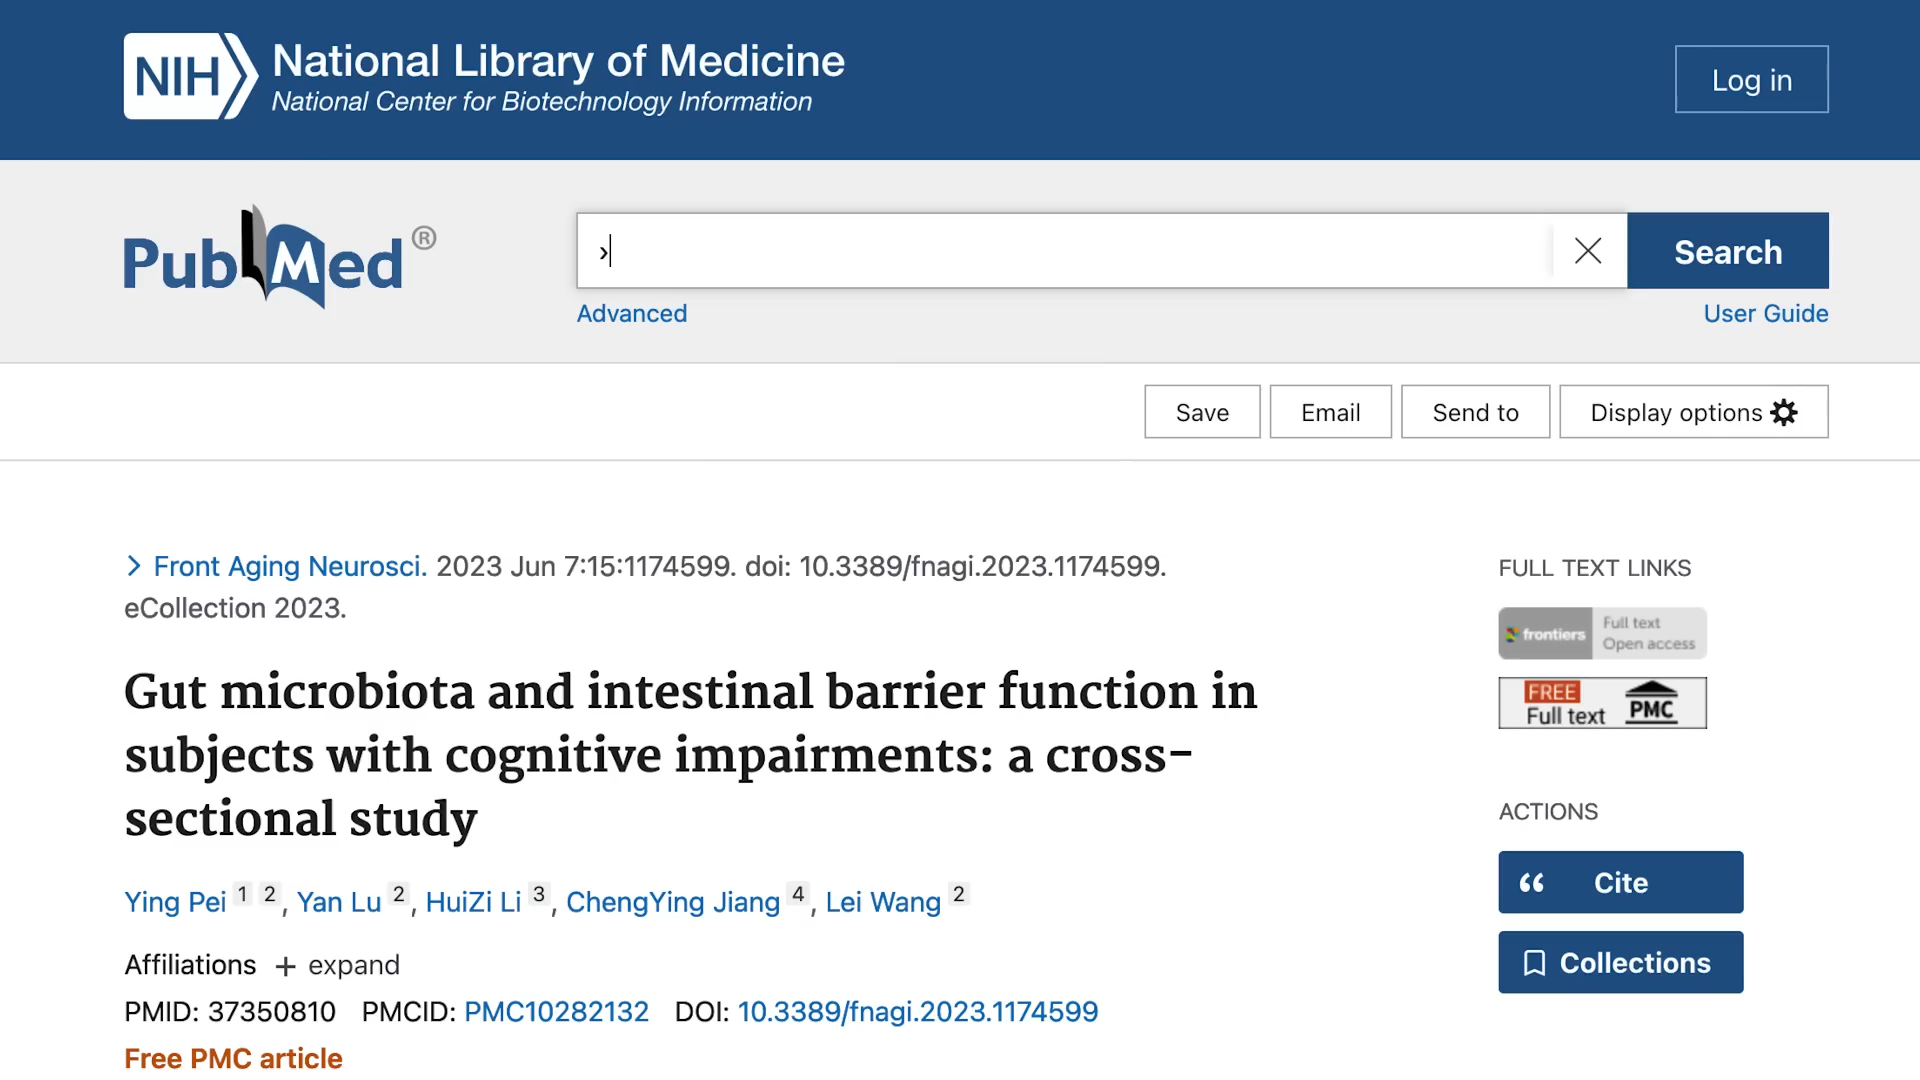 NIH National Library of Medicine
National Center for Biotechnology Information
Log in
PubMed®
›
Search
Advanced
User Guide
Save
Email
Send to
Display options
Front Aging Neurosci. 2023 Jun 7:15:1174599. doi: 10.3389/fnagi.2023.1174599.
eCollection 2023.
Gut microbiota and intestinal barrier function in
subjects with cognitive impairments: a cross-
sectional study
Ying Pei 1 2, Yan Lu 2, HuiZi Li 3, ChengYing Jiang 4, Lei Wang 2
Affiliations + expand
PMID: 37350810 PMCID: PMC10282132 DOI: 10.3389/fnagi.2023.1174599
Free PMC article
FULL TEXT LINKS
frontiers
Full text
Open access
FREE
Full text
PMC
ACTIONS
Cite
Collections